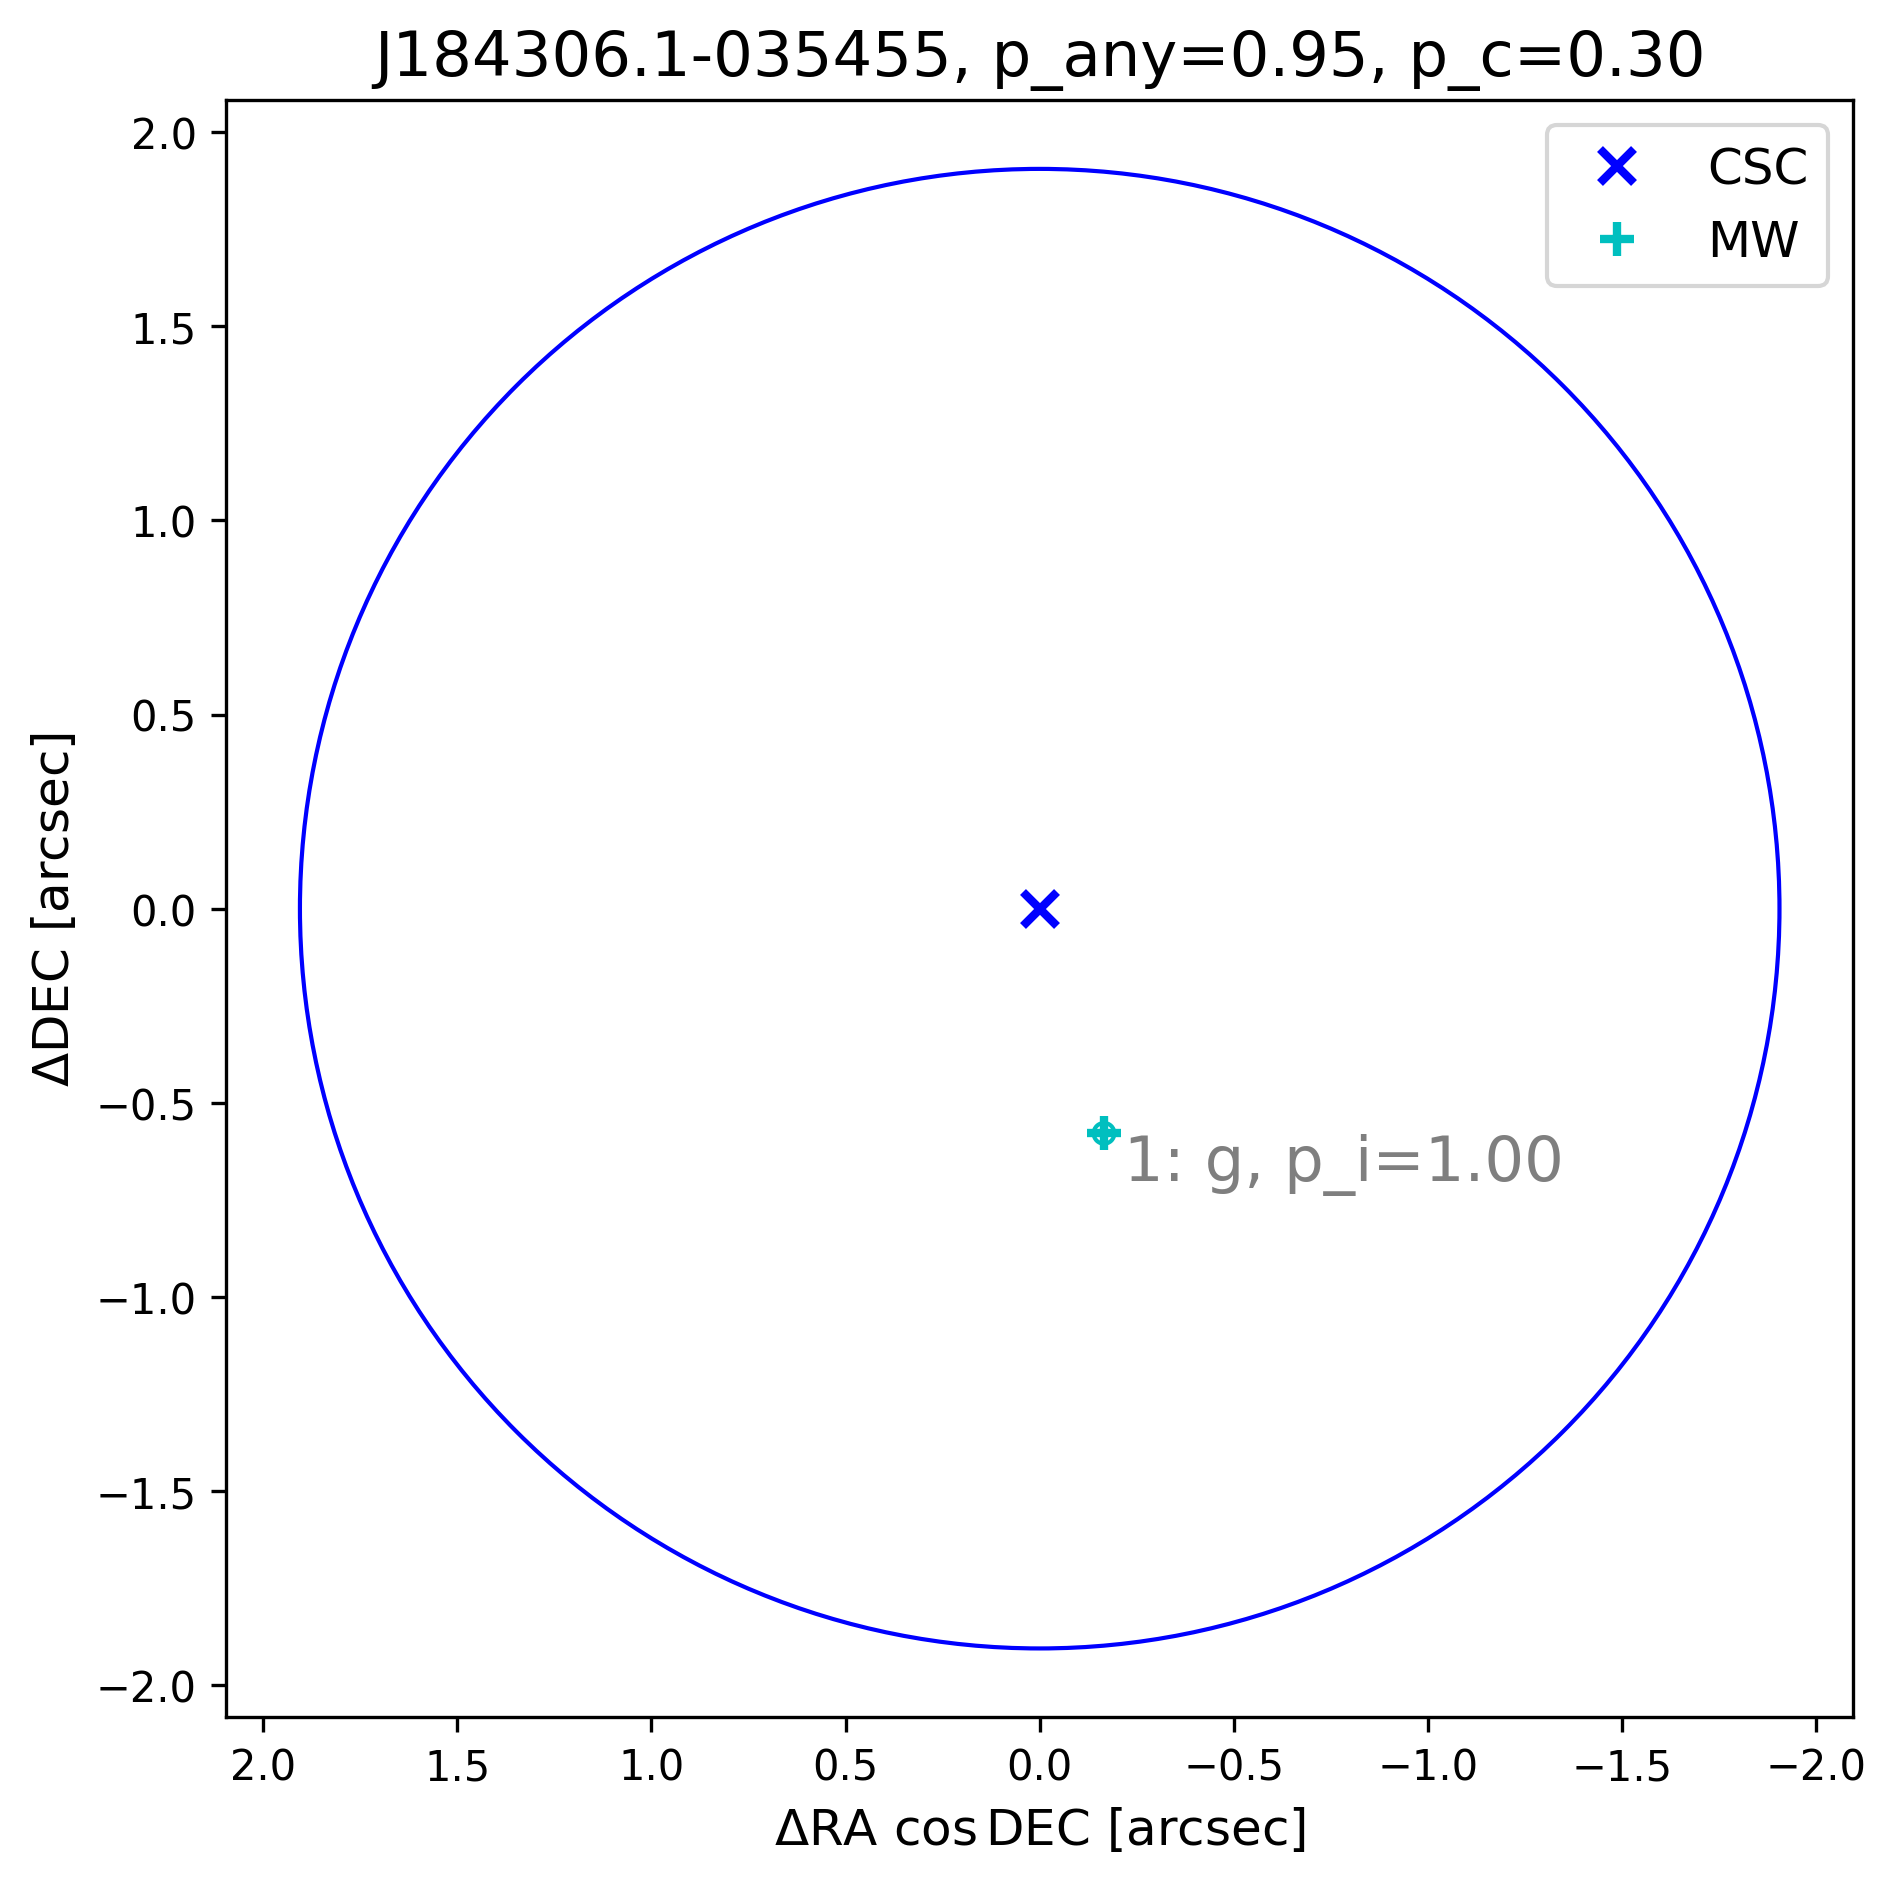 J184306.1-035455, p_any=0.95, p_c=0.30
CSC
MW
2.0
1.5
1.0
0.5
0.0
−0.5
−1.0
−1.5
−2.0
ΔDEC [arcsec]
1: g, p_i=1.00
2.0 1.5 1.0 0.5 0.0 −0.5 −1.0 −1.5 −2.0
ΔRA cos DEC [arcsec]